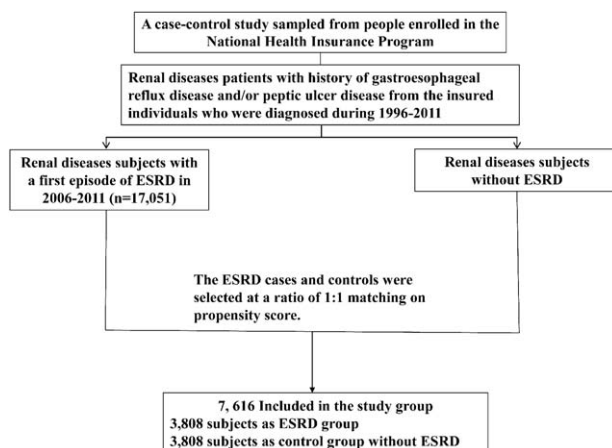 A case-control study sampled from people enrolled in the
National Health Insurance Program
Renal diseases patients with history of gastroesophageal
reflux disease and/or peptic ulcer disease from the insured
individuals who were diagnosed during 1996-2011
Renal diseases subjects with
a first episode of ESRD in
2006-2011 (n=17,051)
Renal diseases subjects
without ESRD
The ESRD cases and controls were
selected at a ratio of 1:1 matching on
propensity score.
7, 616 Included in the study group
3,808 subjects as ESRD group
3,808 subjects as control group without ESRD